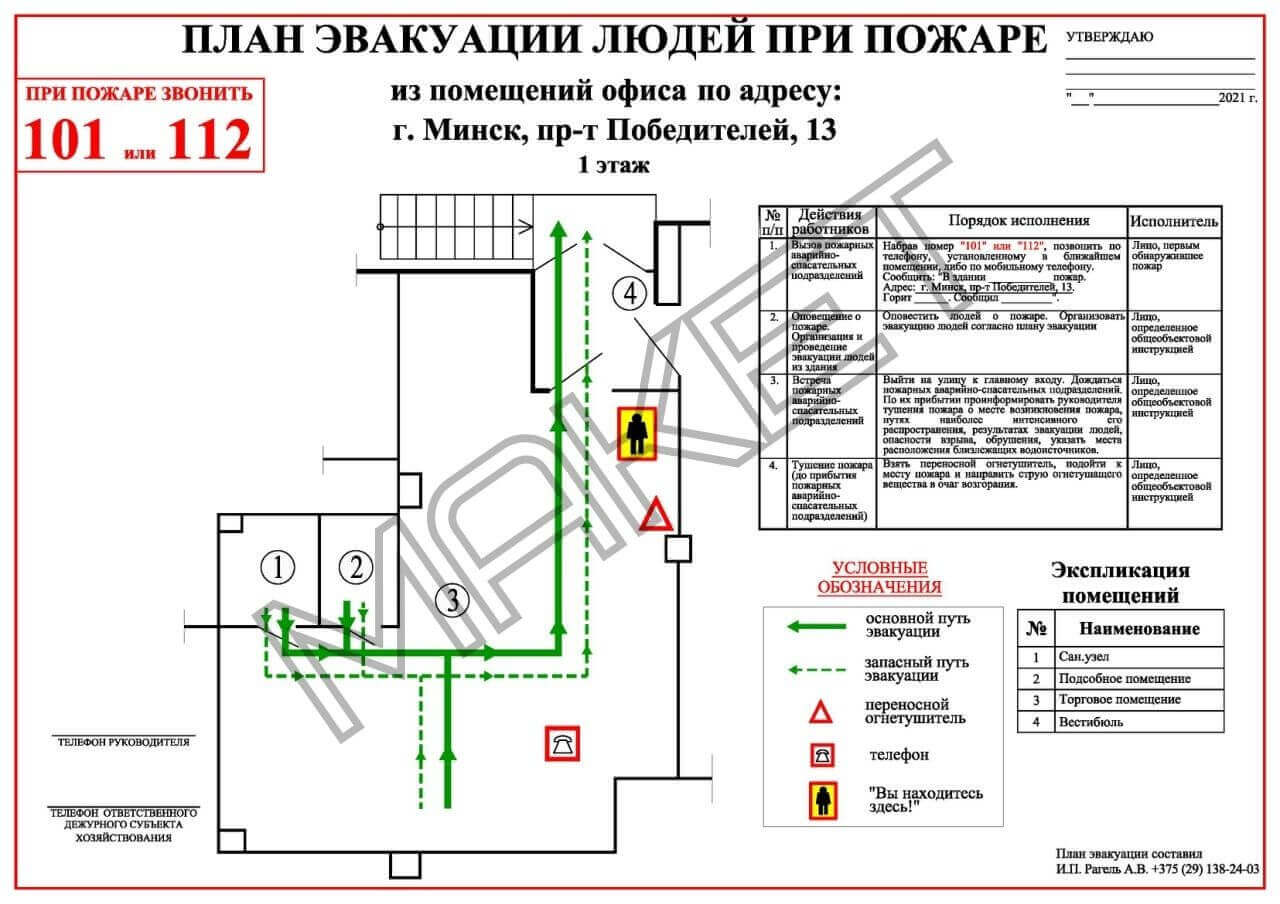 ПЛАН ЭВАКУАЦИИ ЛЮДЕЙ ПРИ ПОЖАРЕ
УТВЕРЖДАЮ
"__"____________________2021 г.
ПРИ ПОЖАРЕ ЗВОНИТЬ
101 или 112
из помещений офиса по адресу:
г. Минск, пр-т Победителей, 13
1 этаж
МАКЕТ
1
2
3
4
№ п/п
Действия работников
Порядок исполнения
Исполнитель
1.
Вызов пожарных
аварийно-
спасательных
подразделений
Набрав номер "101" или "112", позвонить по
телефону, установленному в ближайшем
помещении, либо по мобильному телефону.
Сообщить: "В здании __________ пожар.
Адрес: г. Минск, пр-т Победителей, 13.
Горит ______. Сообщил _________".
Лицо, первым
обнаружившее
пожар
2.
Оповещение о
пожаре.
Организация и
проведение
эвакуации людей
из здания
Оповестить людей о пожаре. Организовать
эвакуацию людей согласно плану эвакуации
Лицо,
определенное
общеобъектовой
инструкцией
3.
Встреча
пожарных
аварийно-
спасательных
подразделений
Выйти на улицу к главному входу. Дождаться
пожарных аварийно-спасательных подразделений.
По их прибытии проинформировать руководителя
тушения пожара о месте возникновения пожара,
путях наиболее интенсивного его
распространения, результатах эвакуации людей,
опасности взрыва, обрушения, указать места
расположения близлежащих водоисточников.
Лицо,
определенное
общеобъектовой
инструкцией
4.
Тушение пожара
(до прибытия
пожарных
аварийно-
спасательных
подразделений)
Взять переносной огнетушитель, подойти к
месту пожара и направить струю огнетушащего
вещества в очаг возгорания.
Лицо,
определенное
общеобъектовой
инструкцией
УСЛОВНЫЕ
ОБОЗНАЧЕНИЯ
основной путь
эвакуации
запасный путь
эвакуации
переносной
огнетушитель
телефон
"Вы находитесь
здесь!"
Экспликация
помещений
№ Наименование
1 Сан.узел
2 Подсобное помещение
3 Торговое помещение
4 Вестибюль
ТЕЛЕФОН РУКОВОДИТЕЛЯ
ТЕЛЕФОН ОТВЕТСТВЕННОГО
ДЕЖУРНОГО СУБЪЕКТА
ХОЗЯЙСТВОВАНИЯ
План эвакуации составил
И.П. Рагель А.В. +375 (29) 138-24-03